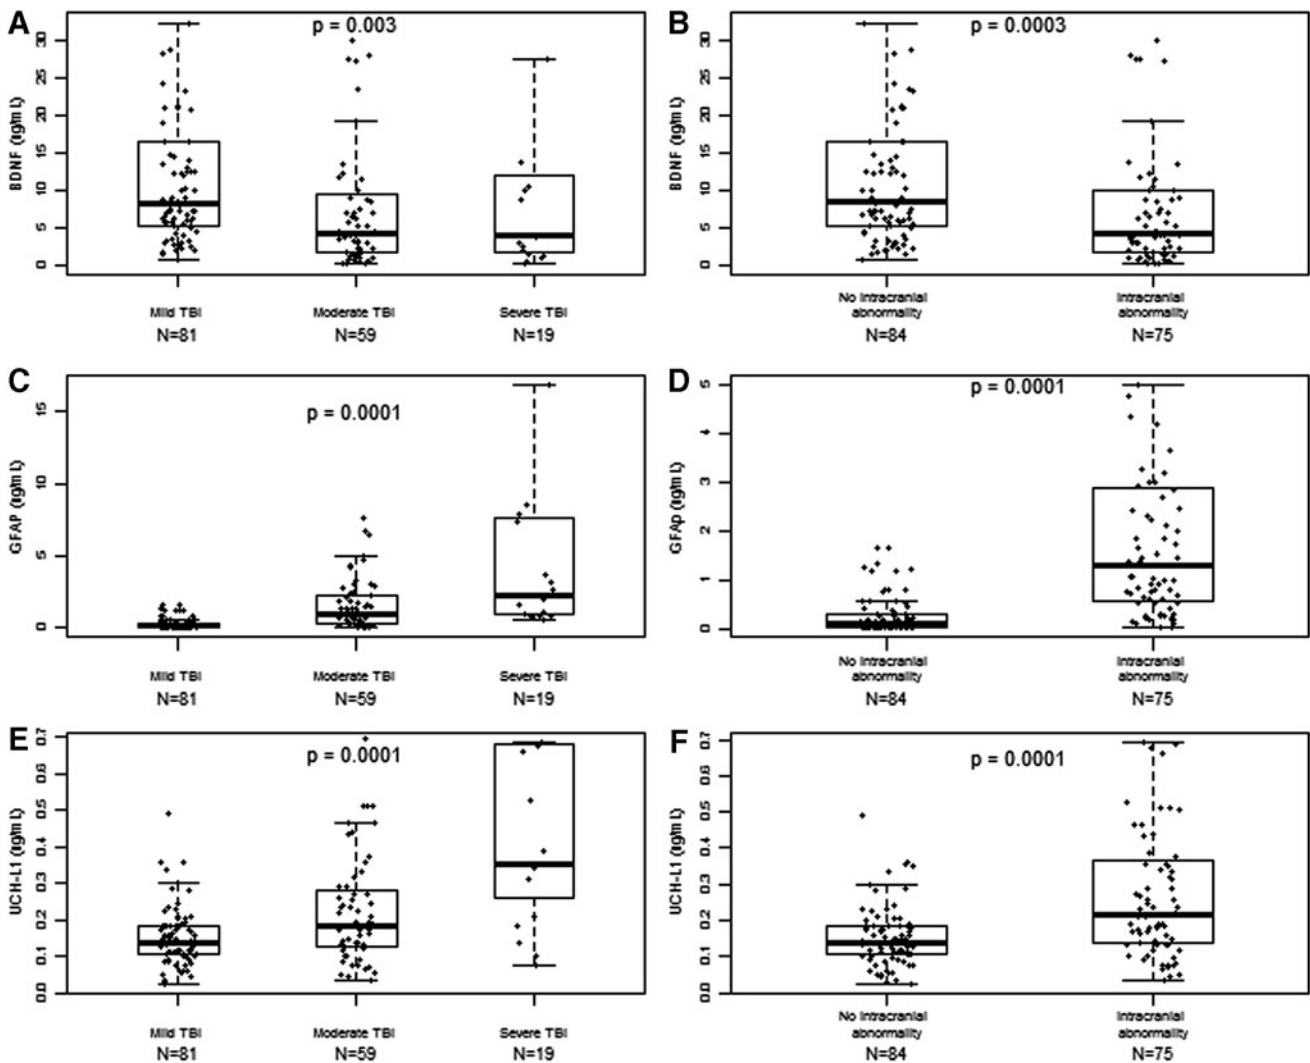 A
p = 0.003
BDNF (ng/mL)
30
25
20
15
10
5
0
Mild TBI
Moderate TBI
Severe TBI
N=81
N=59
N=19
B
p = 0.0003
BDNF (ng/mL)
30
25
20
15
10
5
0
No Intracranial
abnormality
Intracranial
abnormality
N=84
N=75
C
p = 0.0001
GFAP (ng/mL)
15
10
5
0
Mild TBI
Moderate TBI
Severe TBI
N=81
N=59
N=19
D
p = 0.0001
GFAp (ng/mL)
5
4
3
2
1
0
No Intracranial
abnormality
Intracranial
abnormality
N=84
N=75
E
p = 0.0001
UCH-L1 (ng/mL)
0.7
0.6
0.5
0.4
0.3
0.2
0.1
0.0
Mild TBI
Moderate TBI
Severe TBI
N=81
N=59
N=19
F
p = 0.0001
UCH-L1 (ng/mL)
0.7
0.6
0.5
0.4
0.3
0.2
0.1
0.0
No Intracranial
abnormality
Intracranial
abnormality
N=84
N=75